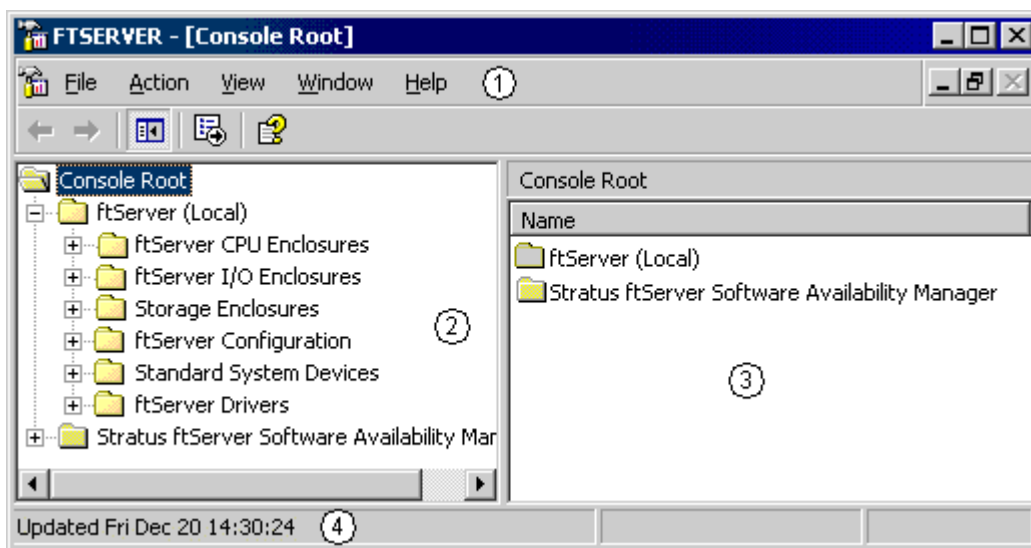 FTSERVER - [Console Root]
File Action View Window Help 1
Console Root
ftServer (Local)
ftServer CPU Enclosures
ftServer I/O Enclosures
Storage Enclosures
ftServer Configuration
Standard System Devices
ftServer Drivers
Stratus ftServer Software Availability Mar
2
Console Root
Name
ftServer (Local)
Stratus ftServer Software Availability Manager
3
Updated Fri Dec 20 14:30:24 4